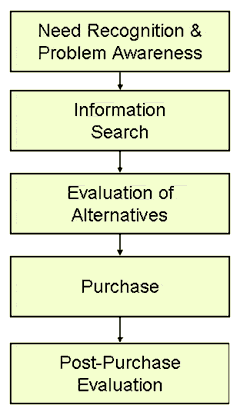 Need Recognition &
Problem Awareness
Information
Search
Evaluation of
Alternatives
Purchase
Post-Purchase
Evaluation